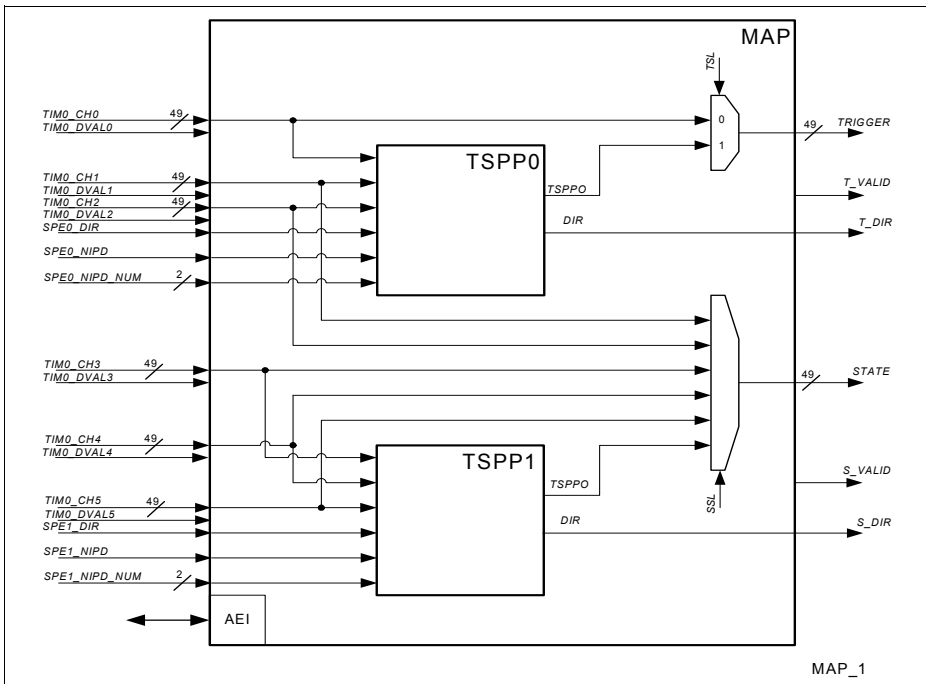 MAP
TSL
TIM0_CH0 49
TIM0_DVAL0
0
1
49 TRIGGER
TSPP0
TIM0_CH1 49
TIM0_DVAL1
TIM0_CH2 49
TIM0_DVAL2
SPE0_DIR
SPE0_NIPD
SPE0_NIPD_NUM 2
TSPPO
DIR
T_VALID
T_DIR
TIM0_CH3 49
TIM0_DVAL3
49 STATE
TIM0_CH4 49
TIM0_DVAL4
TSPP1
TIM0_CH5 49
TIM0_DVAL5
SPE1_DIR
SPE1_NIPD
SPE1_NIPD_NUM 2
TSPPO
DIR
SSL
S_VALID
S_DIR
AEI
MAP_1